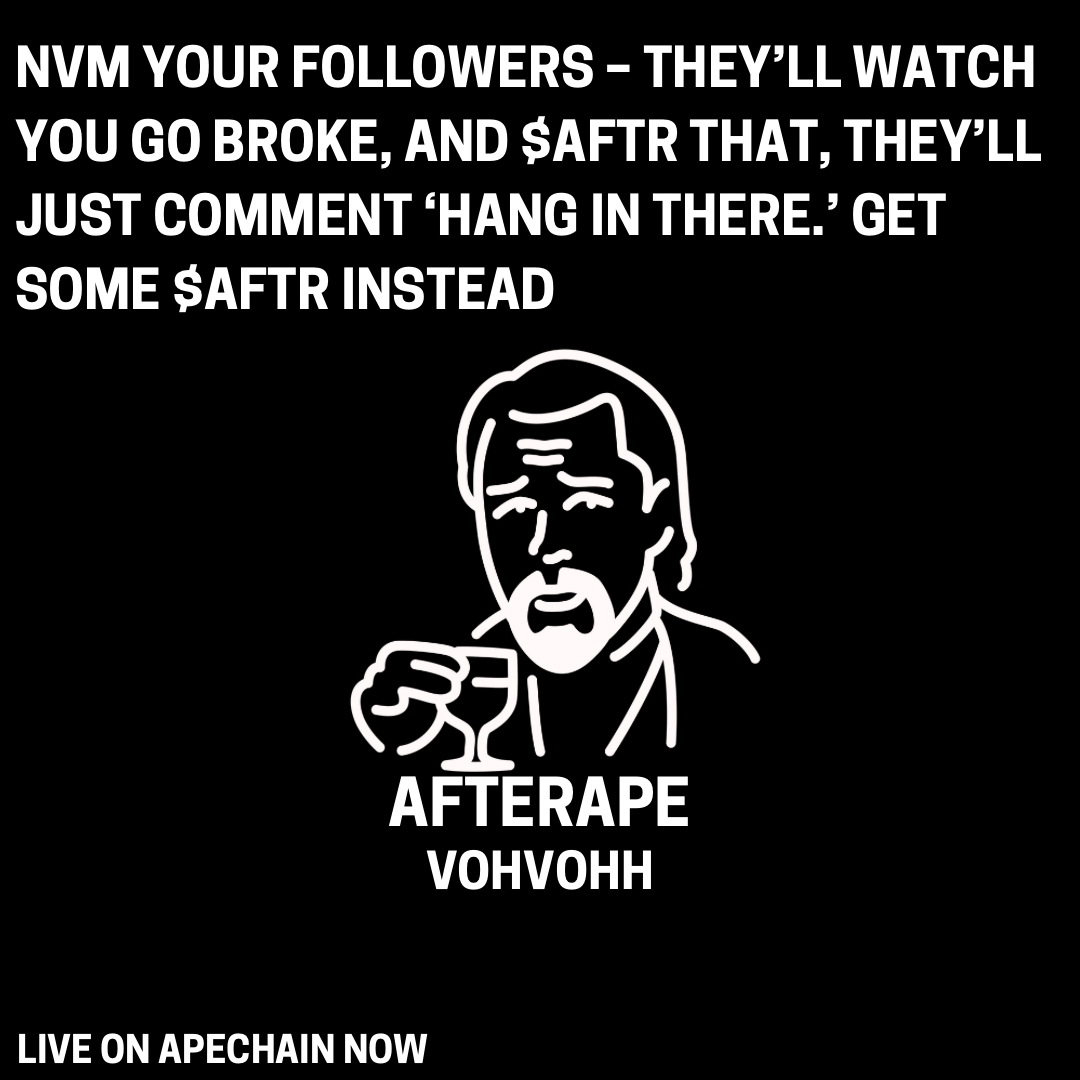 NVM YOUR FOLLOWERS – THEY’LL WATCH
YOU GO BROKE, AND $AFTR THAT, THEY’LL
JUST COMMENT ‘HANG IN THERE.’ GET
SOME $AFTR INSTEAD
AFTERAPE
VOHVOHH
LIVE ON APECHAIN NOW